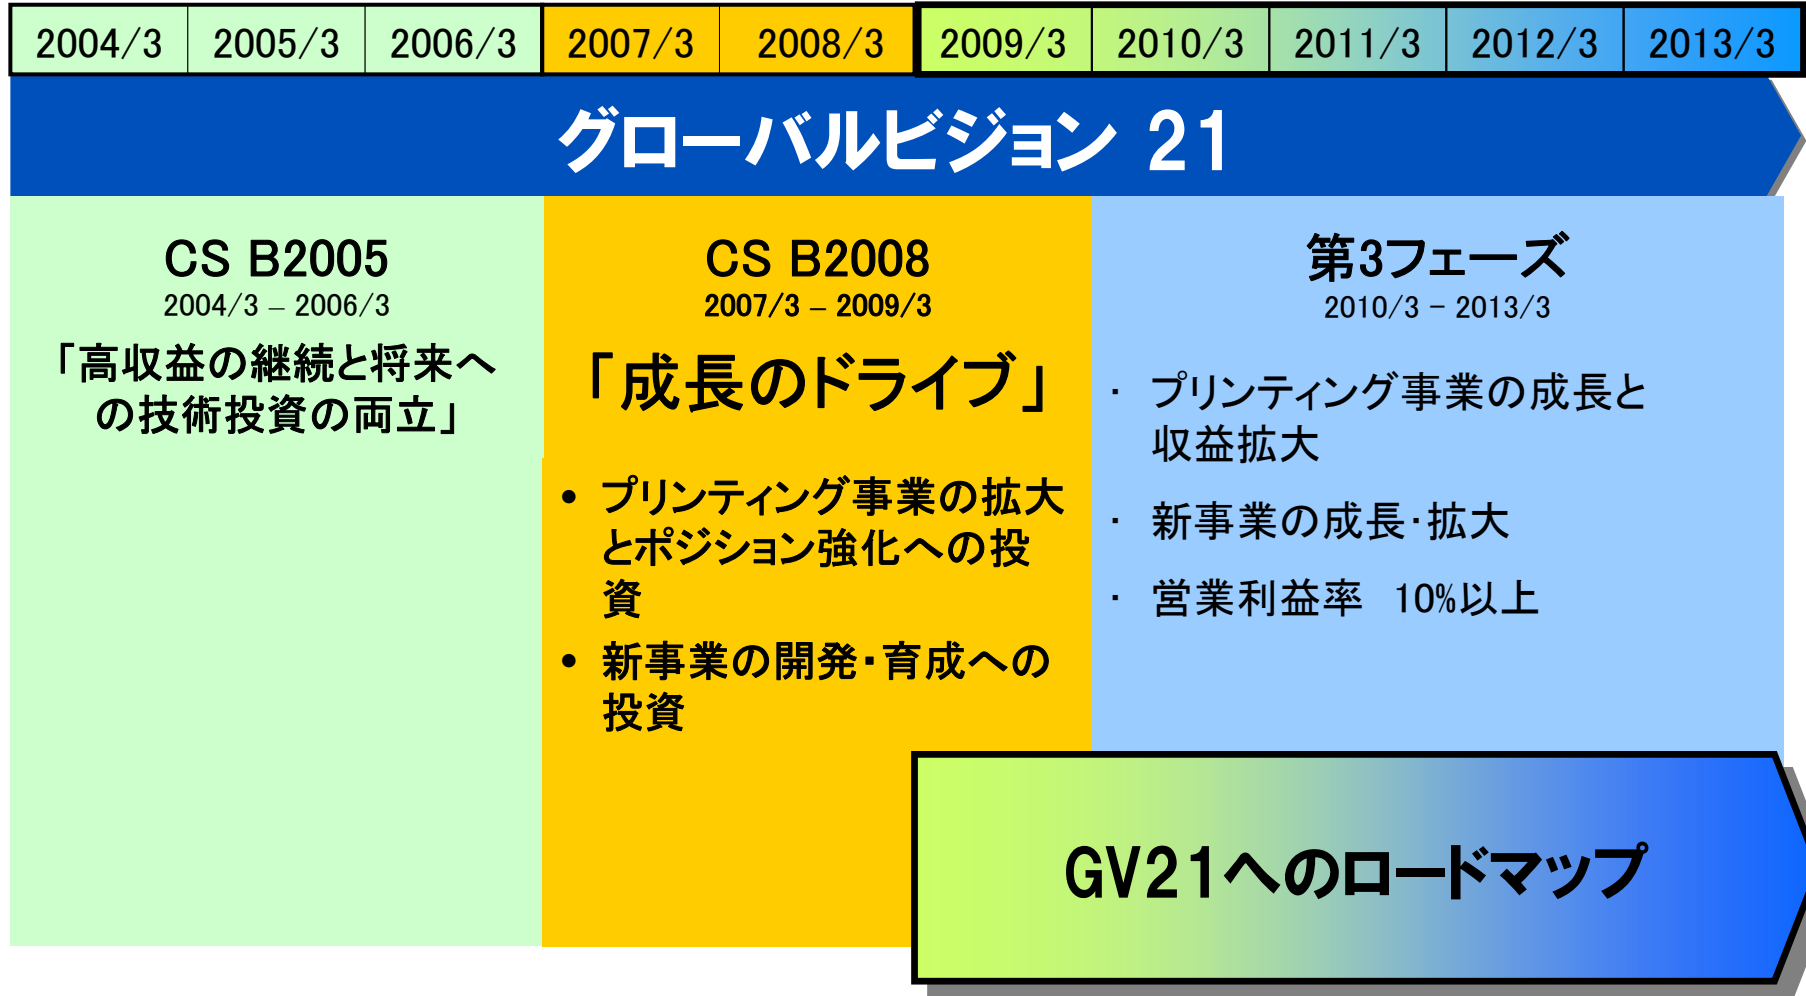 2004/3 2005/3 2006/3 2007/3 2008/3 2009/3 2010/3 2011/3 2012/3 2013/3
グローバルビジョン 21
CS B2005
2004/3 – 2006/3
「高収益の継続と将来へ
の技術投資の両立」
CS B2008
2007/3 – 2009/3
「成長のドライブ」
• プリンティング事業の拡大
とポジション強化への投
資
• 新事業の開発・育成への
投資
第3フェーズ
2010/3 - 2013/3
・ プリンティング事業の成長と
収益拡大
・ 新事業の成長・拡大
・ 営業利益率　10%以上
GV21へのロードマップ